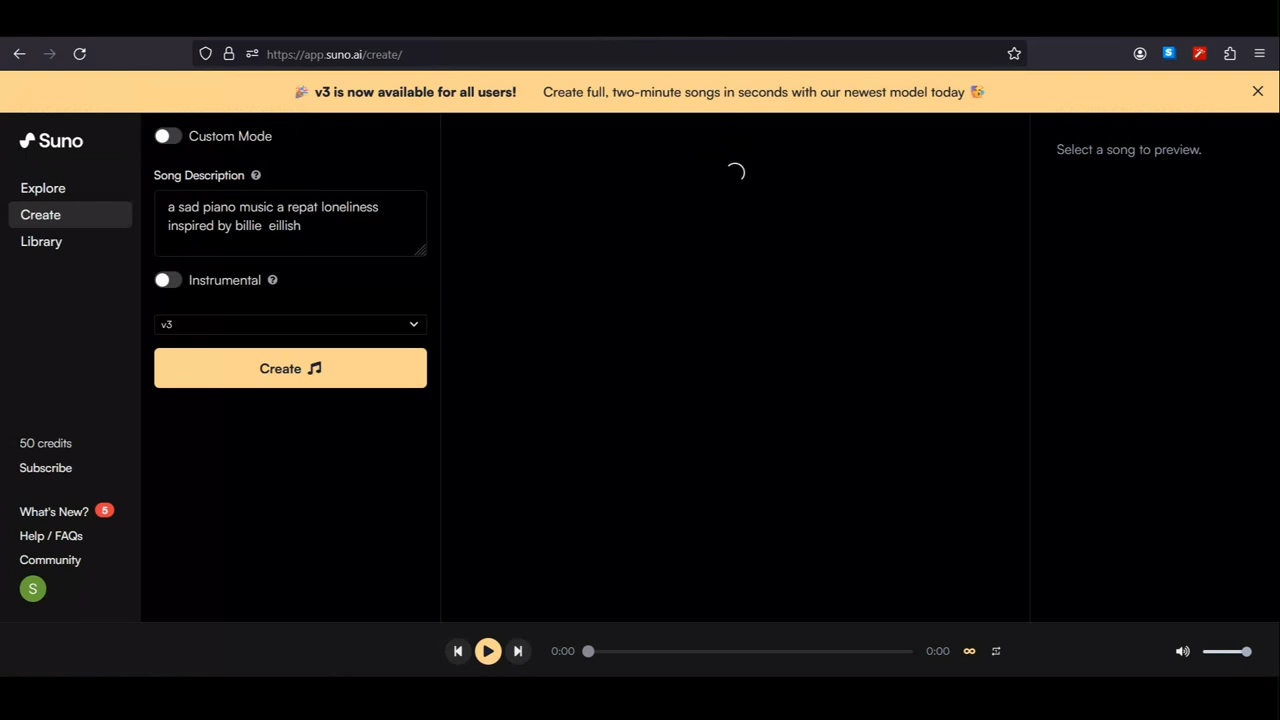 https://app.suno.ai/create/
v3 is now available for all users! Create full, two-minute songs in seconds with our newest model today
Suno
Explore
Create
Library
50 credits
Subscribe
What's New? 5
Help / FAQs
Community
S
Custom Mode
Song Description ?
a sad piano music a repat loneliness
inspired by billie  eillish
Instrumental ?
v3
Create
Select a song to preview.
0:00
0:00